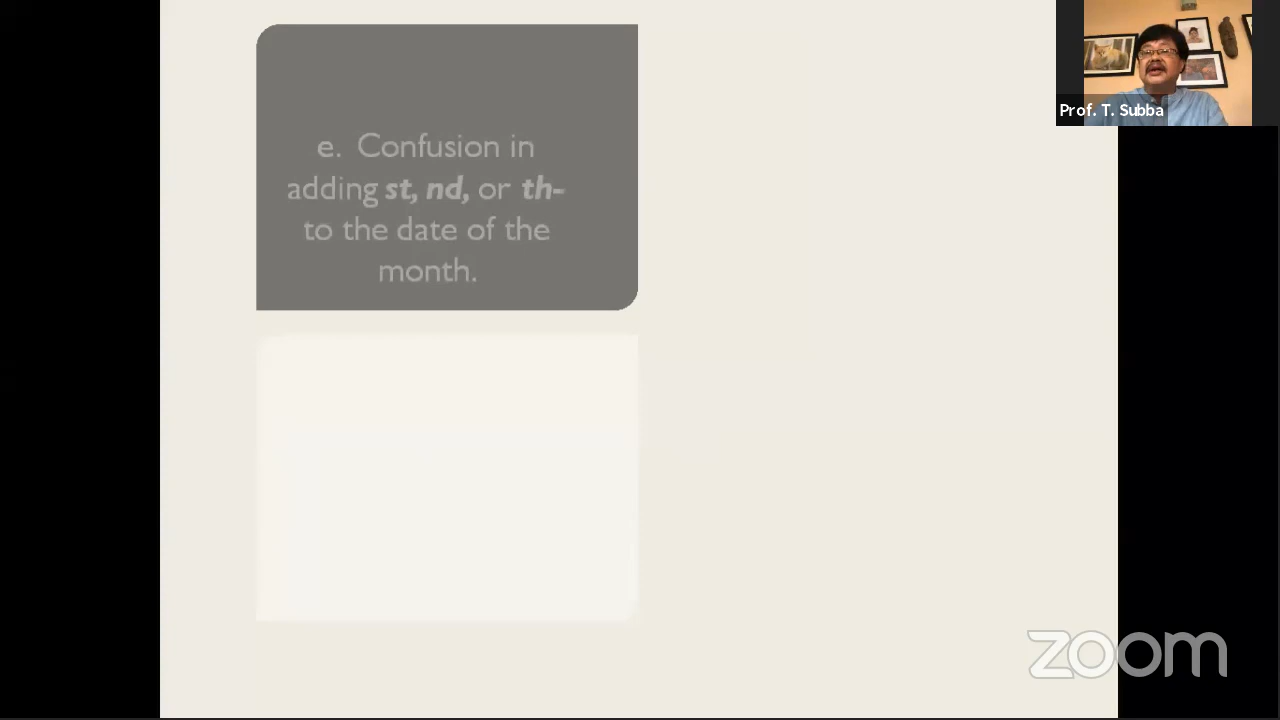 e. Confusion in
adding st, nd, or th-
to the date of the
month.
Prof. T. Subba
zoom